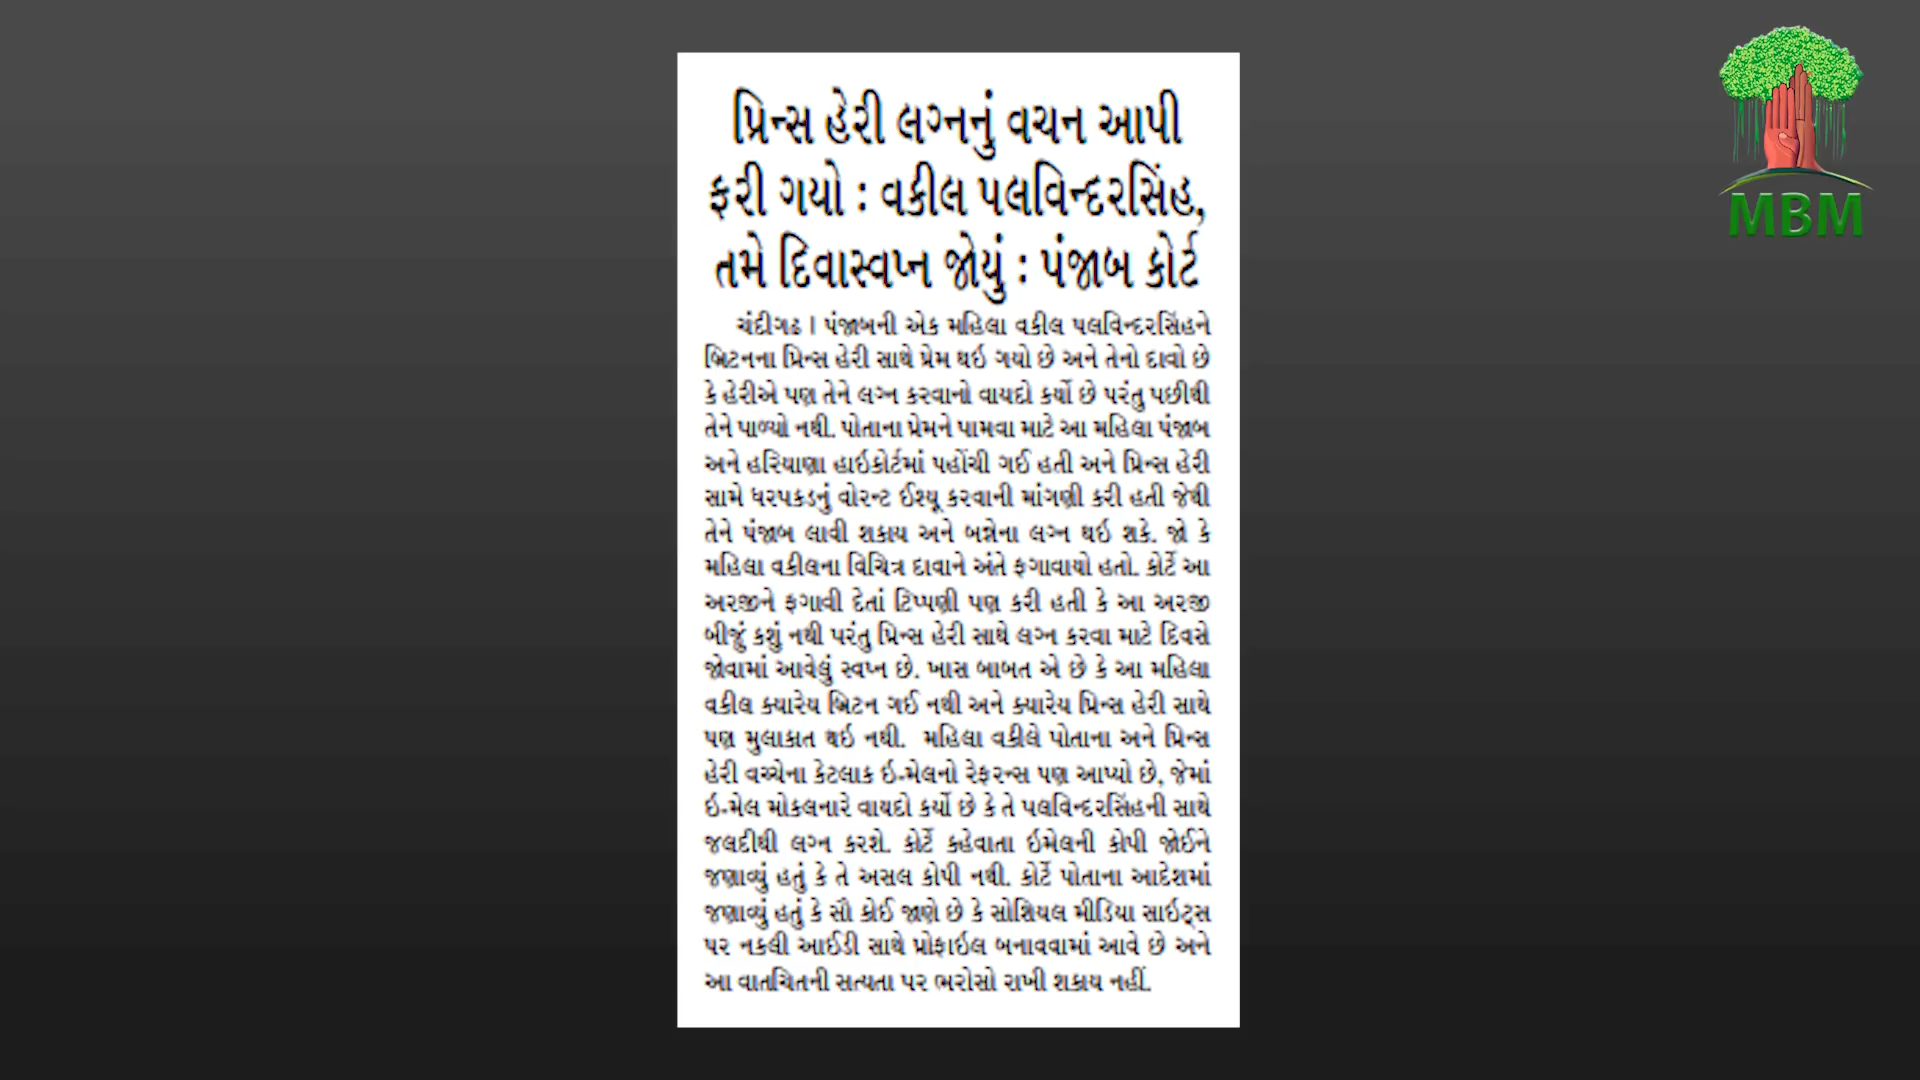 પ્રિન્સ હેરી લગ્નનું વચન આપી
ફરી ગયો : વકીલ પલવિન્દરસિંહ,
તમે દિવાસ્વપ્ન જોયું : પંજાબ કોર્ટ
ચંદીગઢ । પંજાબની એક મહિલા વકીલ પલવિન્દરસિંહને
બ્રિટનના પ્રિન્સ હેરી સાથે પ્રેમ થઇ ગયો છે અને તેનો દાવો છે
કે હેરીએ પણ તેને લગ્ન કરવાનો વાયદો કર્યો છે પરંતુ પછીથી
તેને પાળ્યો નથી. પોતાના પ્રેમને પામવા માટે આ મહિલા પંજાબ
અને હરિયાણા હાઇકોર્ટમાં પહોંચી ગઈ હતી અને પ્રિન્સ હેરી
સામે ધરપકડનું વોરન્ટ ઈશ્યૂ કરવાની માંગણી કરી હતી જેથી
તેને પંજાબ લાવી શકાય અને બન્નેના લગ્ન થઇ શકે. જો કે
મહિલા વકીલના વિચિત્ર દાવાને અંતે ફગાવાયો હતો. કોર્ટે આ
અરજીને ફગાવી દેતાં ટિપ્પણી પણ કરી હતી કે આ અરજી
બીજું કશું નથી પરંતુ પ્રિન્સ હેરી સાથે લગ્ન કરવા માટે દિવસે
જોવામાં આવેલું સ્વપ્ન છે. ખાસ બાબત એ છે કે આ મહિલા
વકીલ ક્યારેય બ્રિટન ગઈ નથી અને ક્યારેય પ્રિન્સ હેરી સાથે
પણ મુલાકાત થઇ નથી. મહિલા વકીલે પોતાના અને પ્રિન્સ
હેરી વચ્ચેના કેટલાક ઇ-મેલનો રેફરન્સ પણ આપ્યો છે, જેમાં
ઇ-મેલ મોકલનારે વાયદો કર્યો છે કે તે પલવિન્દરસિંહની સાથે
જલદીથી લગ્ન કરશે. કોર્ટે કહેવાતા ઇમેલની કોપી જોઈને
જણાવ્યું હતું કે તે અસલ કોપી નથી. કોર્ટે પોતાના આદેશમાં
જણાવ્યું હતું કે સૌ કોઈ જાણે છે કે સોશિયલ મીડિયા સાઇટ્સ
પર નકલી આઈડી સાથે પ્રોફાઇલ બનાવવામાં આવે છે અને
આ વાતચિતની સત્યતા પર ભરોસો રાખી શકાય નહીં.
MBM